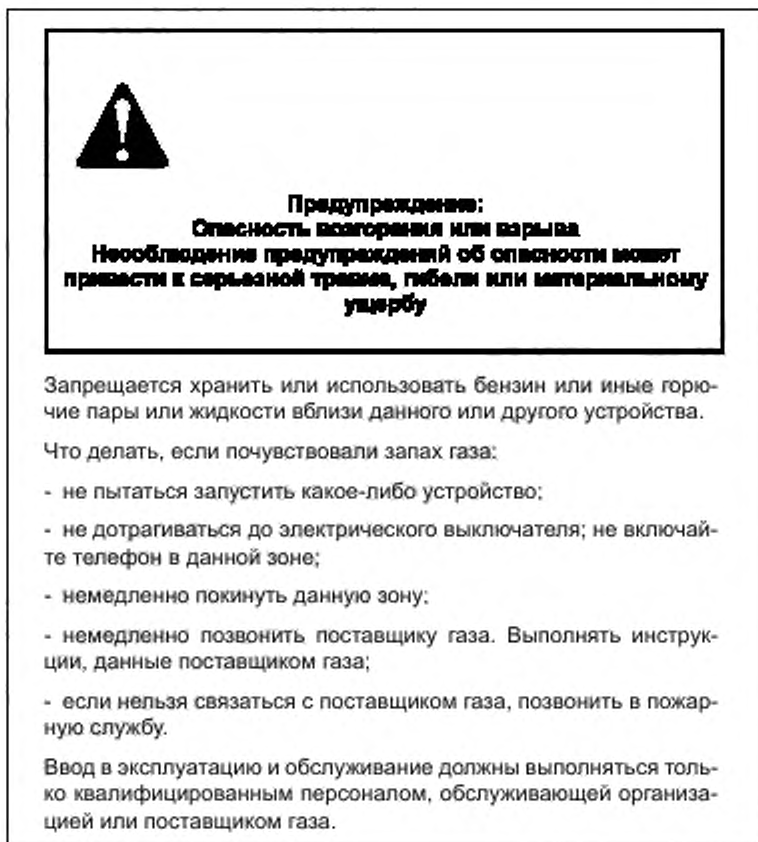 Предупреждение:
Опасность возгорания или взрыва
Несоблюдение предупреждений об опасности может
привести к серьезной травме, гибели или материальному
ущербу
Запрещается хранить или использовать бензин или иные горю-
чие пары или жидкости вблизи данного или другого устройства.
Что делать, если почувствовали запах газа:
- не пытаться запустить какое-либо устройство;
- не дотрагиваться до электрического выключателя; не включай-
те телефон в данной зоне;
- немедленно покинуть данную зону;
- немедленно позвонить поставщику газа. Выполнять инструк-
ции, данные поставщиком газа;
- если нельзя связаться с поставщиком газа, позвонить в пожар-
ную службу.
Ввод в эксплуатацию и обслуживание должны выполняться толь-
ко квалифицированным персоналом, обслуживающей организа-
цией или поставщиком газа.